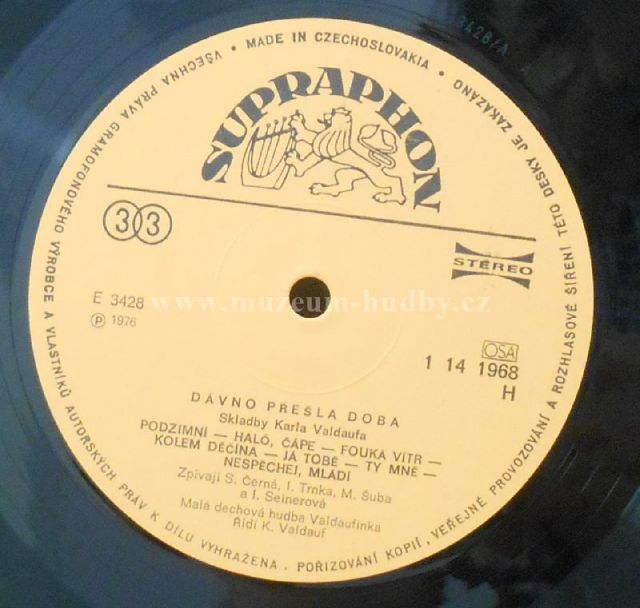 3428/A
MADE IN CZECHOSLOVAKIA • VŠECHNA PRÁVA GRAMOFONOVÉHO VÝROBCE A VLASTNÍKŮ AUTORSKÝCH PRÁV K DÍLU VYHRAŽENA. POŘIZOVÁNÍ KOPIÍ, VEŘEJNÉ PROVOZOVÁNÍ A ROZHLASOVÉ ŠÍŘENÍ TÉTO DESKY JE ZAKÁZÁNO
SUPRAPHON
33
STEREO
E 3428
Ⓟ 1976
www.muzeum-hudby.cz
OSA
1 14 1968
H
DÁVNO PŘEŠLA DOBA
Skladby Karla Valdaufa
PODZIMNÍ — HALÓ, ČÁPE — FOUKÁ VÍTR —
KOLEM DĚČÍNA — JÁ TOBĚ — TY MNĚ —
NESPĚCHEJ, MLÁDÍ
Zpívají S. Černá, I. Trnka, M. Šuba
a I. Seinerová
Malá dechová hudba Valdaufinka
Řídí K. Valdauf